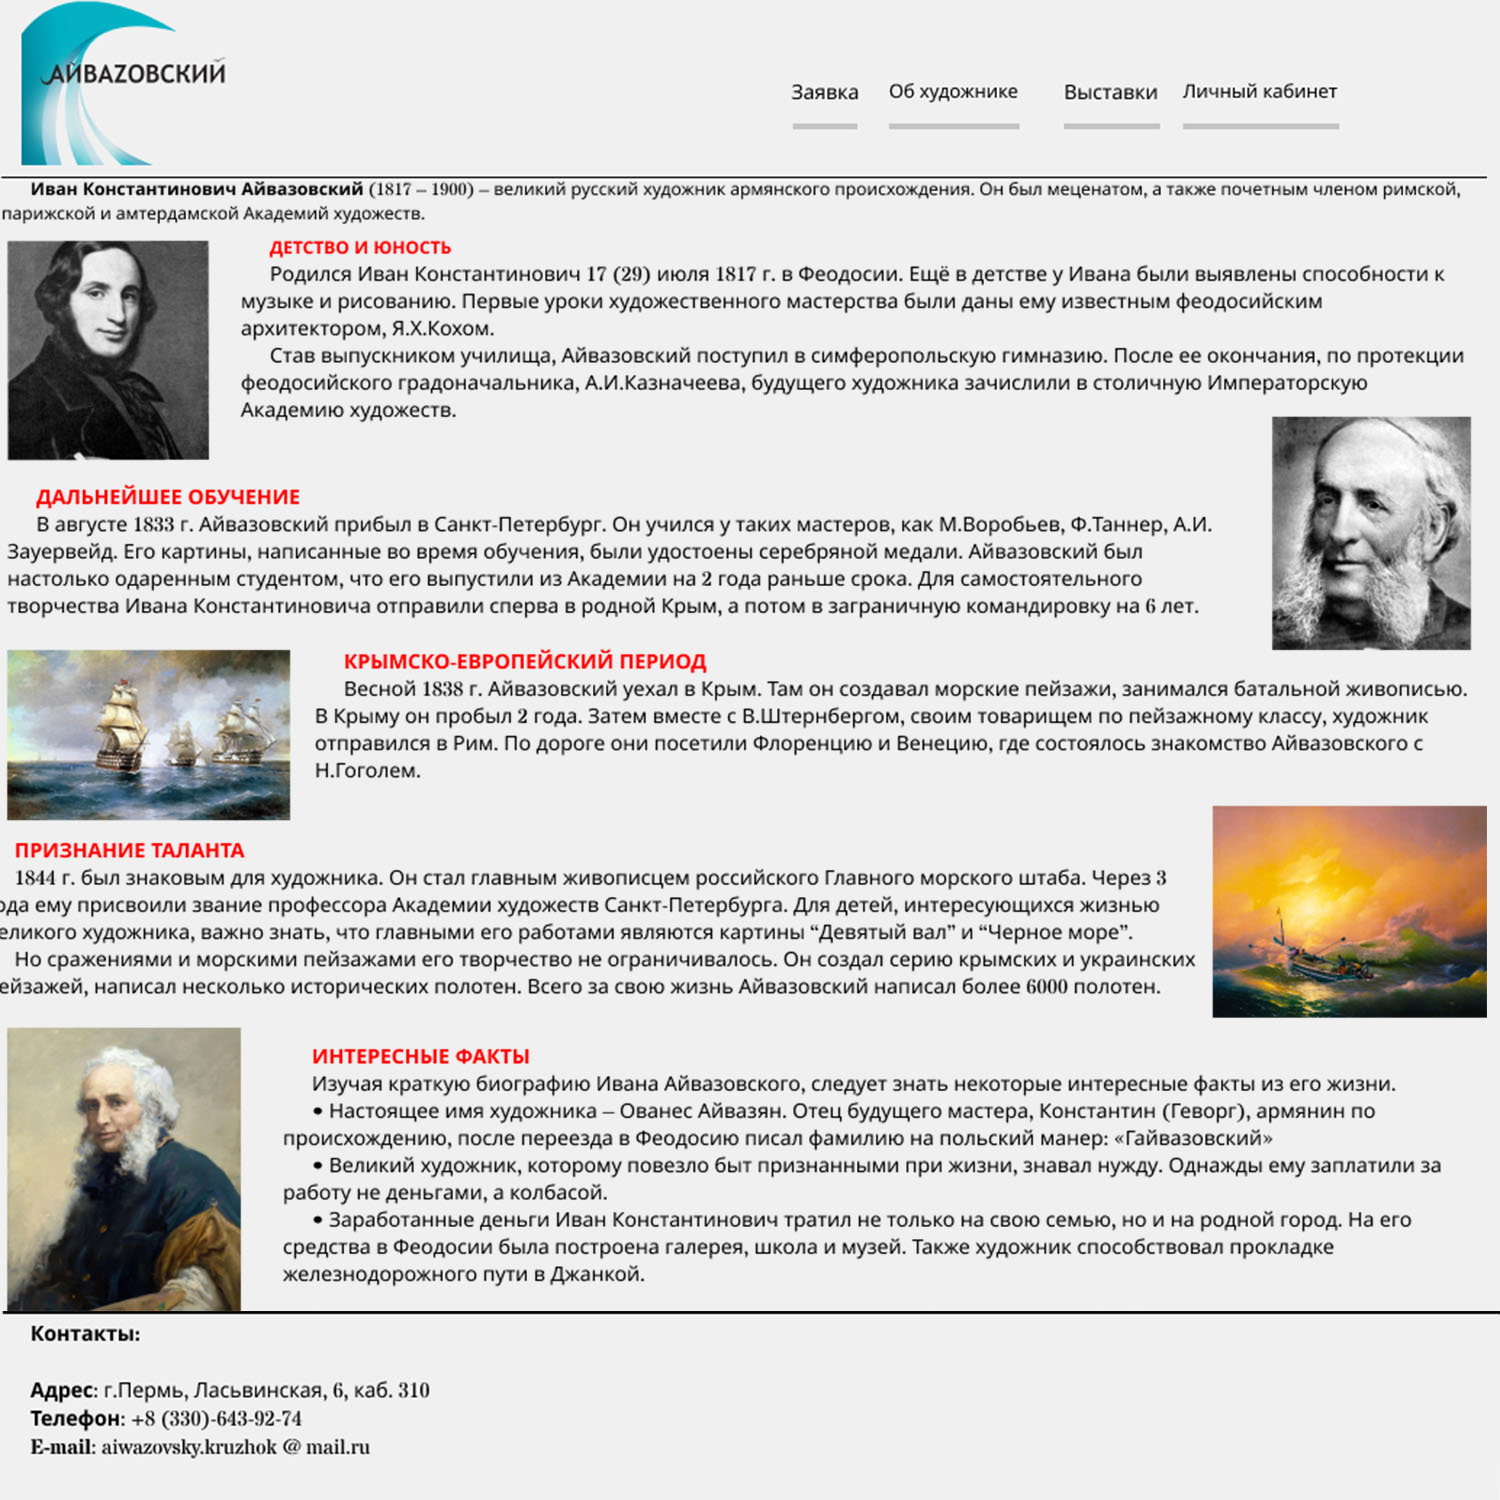 АЙВАZОВСКИЙ
Заявка Об художнике Выставки Личный кабинет
Иван Константинович Айвазовский (1817 – 1900) – великий русский художник армянского происхождения. Он был меценатом, а также почетным членом римской,
парижской и амтердамской Академий художеств.
ДЕТСТВО И ЮНОСТЬ
Родился Иван Константинович 17 (29) июля 1817 г. в Феодосии. Ещё в детстве у Ивана были выявлены способности к
музыке и рисованию. Первые уроки художественного мастерства были даны ему известным феодосийским
архитектором, Я.Х.Кохом.
Став выпускником училища, Айвазовский поступил в симферопольскую гимназию. После ее окончания, по протекции
феодосийского градоначальника, А.И.Казначеева, будущего художника зачислили в столичную Императорскую
Академию художеств.
ДАЛЬНЕЙШЕЕ ОБУЧЕНИЕ
В августе 1833 г. Айвазовский прибыл в Санкт-Петербург. Он учился у таких мастеров, как М.Воробьев, Ф.Таннер, А.И.
Зауервейд. Его картины, написанные во время обучения, были удостоены серебряной медали. Айвазовский был
настолько одаренным студентом, что его выпустили из Академии на 2 года раньше срока. Для самостоятельного
творчества Ивана Константиновича отправили сперва в родной Крым, а потом в заграничную командировку на 6 лет.
КРЫМСКО-ЕВРОПЕЙСКИЙ ПЕРИОД
Весной 1838 г. Айвазовский уехал в Крым. Там он создавал морские пейзажи, занимался батальной живописью.
В Крыму он пробыл 2 года. Затем вместе с В.Штернбергом, своим товарищем по пейзажному классу, художник
отправился в Рим. По дороге они посетили Флоренцию и Венецию, где состоялось знакомство Айвазовского с
Н.Гоголем.
ПРИЗНАНИЕ ТАЛАНТА
1844 г. был знаковым для художника. Он стал главным живописцем российского Главного морского штаба. Через 3
ода ему присвоили звание профессора Академии художеств Санкт-Петербурга. Для детей, интересующихся жизнью
еликого художника, важно знать, что главными его работами являются картины “Девятый вал” и “Черное море”.
Но сражениями и морскими пейзажами его творчество не ограничивалось. Он создал серию крымских и украинских
ейзажей, написал несколько исторических полотен. Всего за свою жизнь Айвазовский написал более 6000 полотен.
ИНТЕРЕСНЫЕ ФАКТЫ
Изучая краткую биографию Ивана Айвазовского, следует знать некоторые интересные факты из его жизни.
• Настоящее имя художника – Ованес Айвазян. Отец будущего мастера, Константин (Геворг), армянин по
происхождению, после переезда в Феодосию писал фамилию на польский манер: «Гайвазовский»
• Великий художник, которому повезло быт признанными при жизни, знавал нужду. Однажды ему заплатили за
работу не деньгами, а колбасой.
• Заработанные деньги Иван Константинович тратил не только на свою семью, но и на родной город. На его
средства в Феодосии была построена галерея, школа и музей. Также художник способствовал прокладке
железнодорожного пути в Джанкой.
Контакты:
Адрес: г.Пермь, Ласьвинская, 6, каб. 310
Телефон: +8 (330)-643-92-74
E-mail: aiwazovsky.kruzhok @ mail.ru